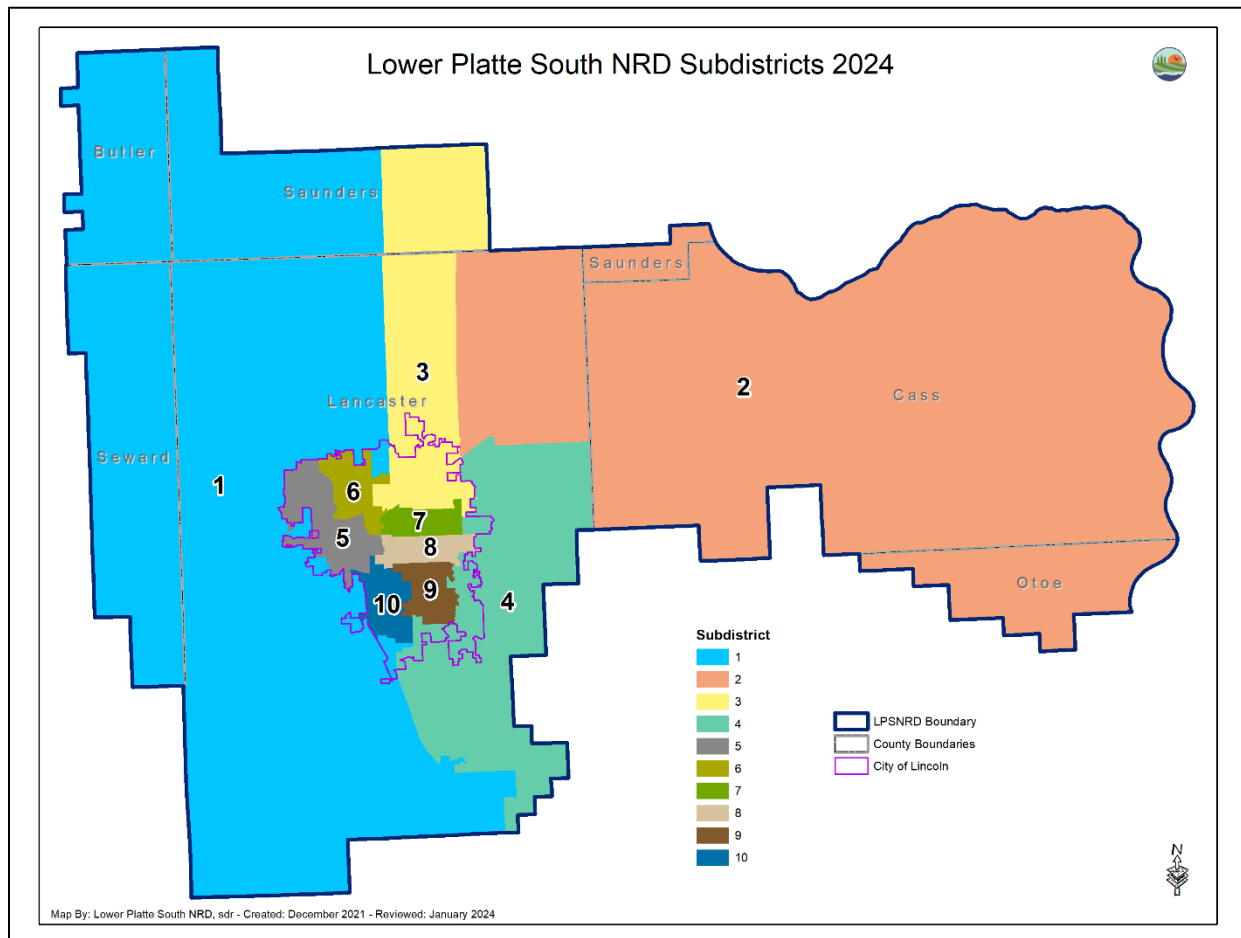 Lower Platte South NRD Subdistricts 2024
Butler
Saunders
Saunders
3
2
Lancaster
Cass
Seward
1
6
7
5
8
9
4
10
Otoe
Subdistrict
1
2
3
4
5
6
7
8
9
10
LPSNRD Boundary
County Boundaries
City of Lincoln
N
Map By: Lower Platte South NRD, sdr - Created: December 2021 - Reviewed: January 2024